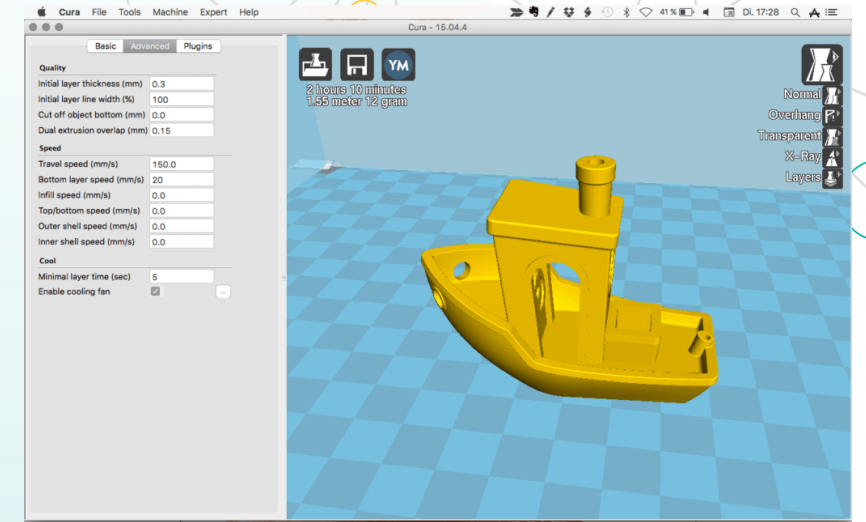 Cura File Tools Machine Expert Help 41% Di. 17:28
Cura - 15.04.4
Basic Advanced Plugins
Quality
Initial layer thickness (mm) 0.3
Initial layer line width (%) 100
Cut off object bottom (mm) 0.0
Dual extrusion overlap (mm) 0.15
Speed
Travel speed (mm/s) 150.0
Bottom layer speed (mm/s) 20
Infill speed (mm/s) 0.0
Top/bottom speed (mm/s) 0.0
Outer shell speed (mm/s) 0.0
Inner shell speed (mm/s) 0.0
Cool
Minimal layer time (sec) 5
Enable cooling fan ...
YM
2 hours 10 minutes
1.55 meter 12 gram
Normal
Overhang
Transparent
X-Ray
Layers